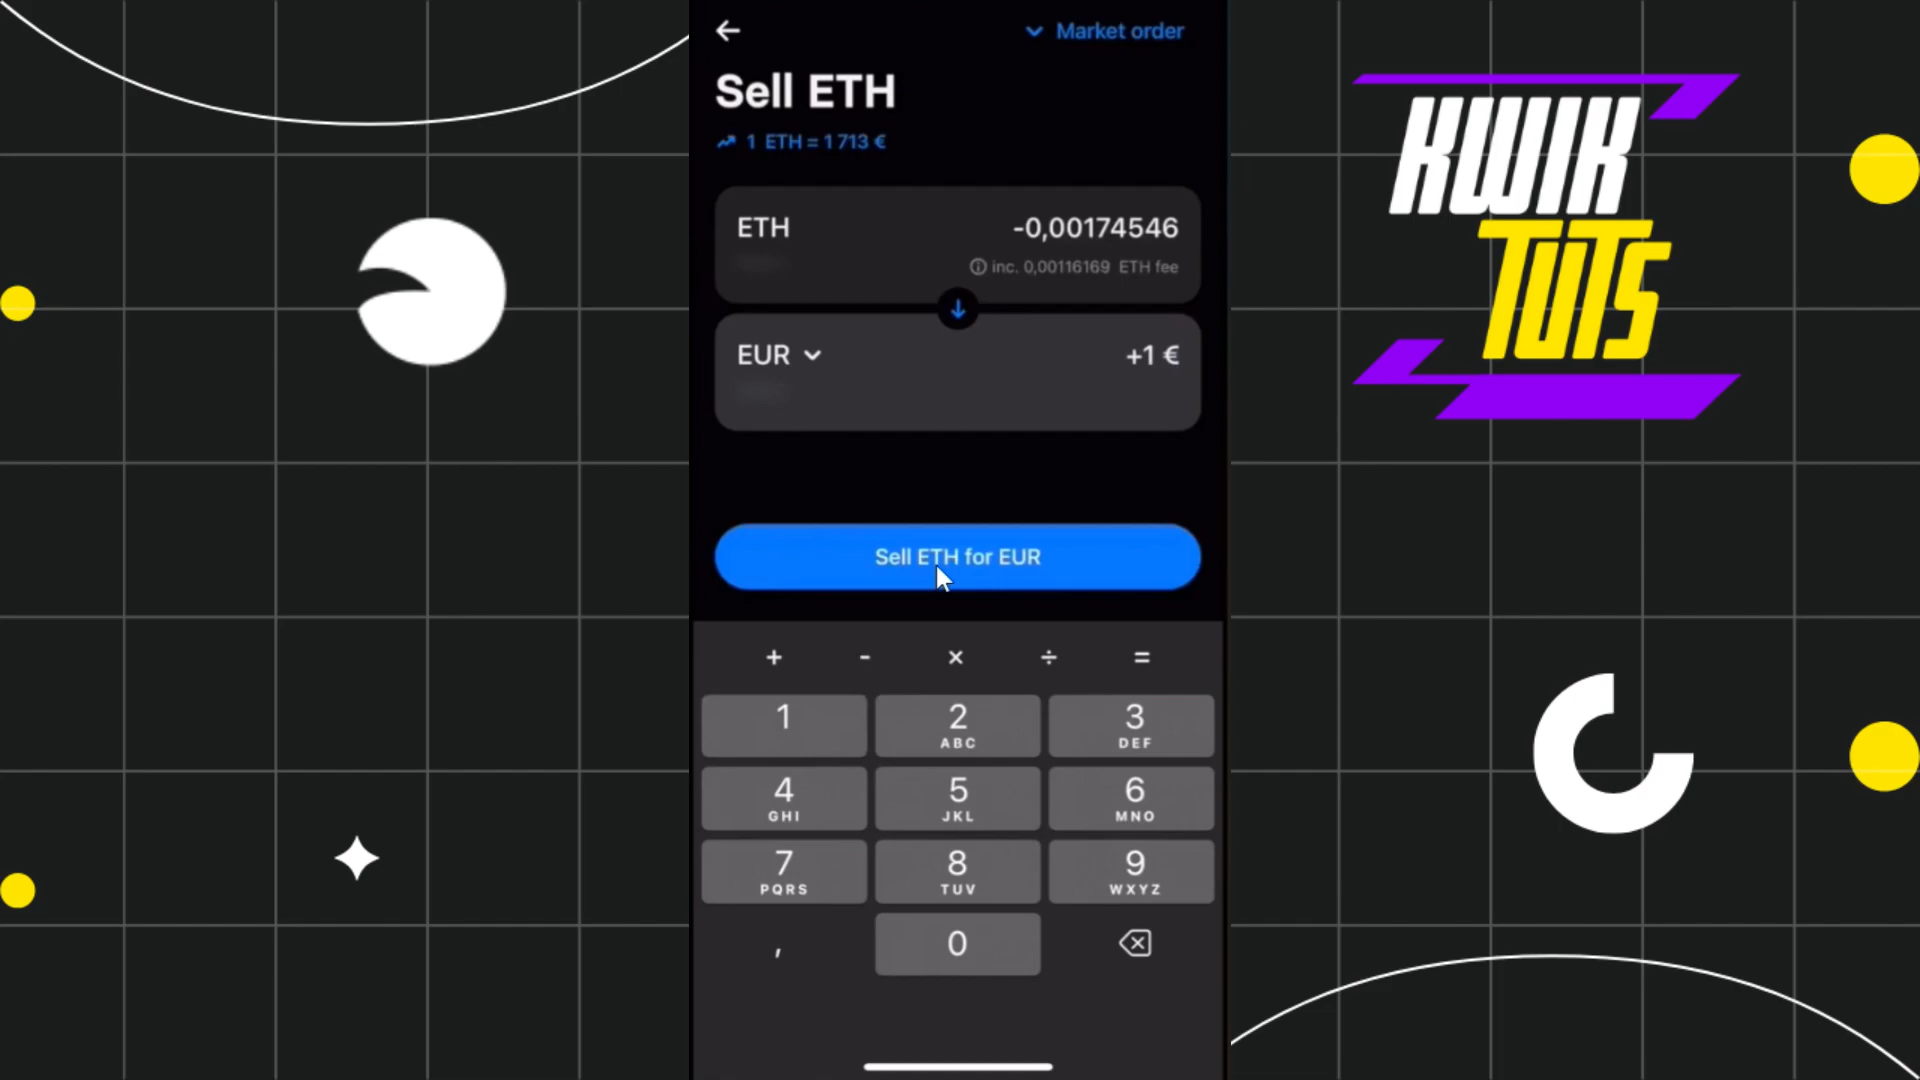 Market order
Sell ETH
1 ETH = 1 713 €
ETH -0,00174546
inc. 0,00116169 ETH fee
EUR +1 €
Sell ETH for EUR
+ - × ÷ =
1 2 3
ABC DEF
4 5 6
GHI JKL MNO
7 8 9
PQRS TUV WXYZ
, 0
KWIK
TUTS